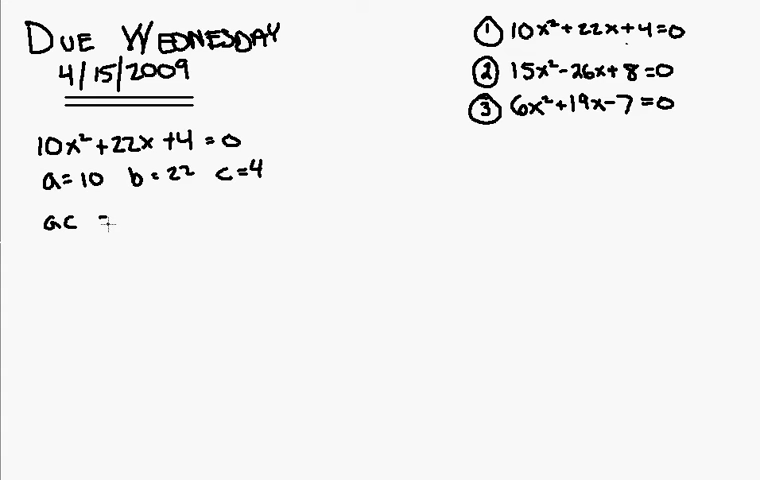 DUE WEDNESDAY
4/15/2009
10x²+22x+4=0
a=10 b=22 c=4
ac =
① 10x²+22x+4=0
② 15x²-26x+8=0
③ 6x²+19x-7=0